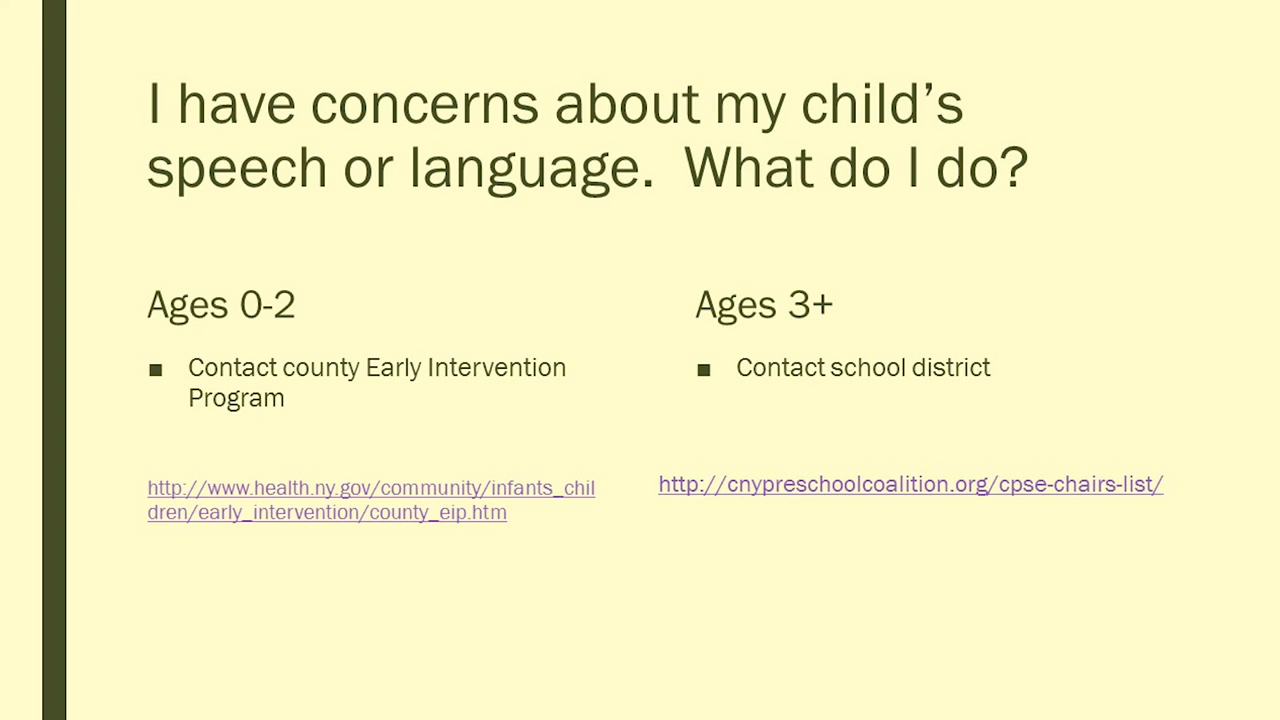 I have concerns about my child’s
speech or language.  What do I do?
Ages 0-2
■ Contact county Early Intervention
Program
http://www.health.ny.gov/community/infants_chil
dren/early_intervention/county_eip.htm
Ages 3+
■ Contact school district
http://cnypreschoolcoalition.org/cpse-chairs-list/